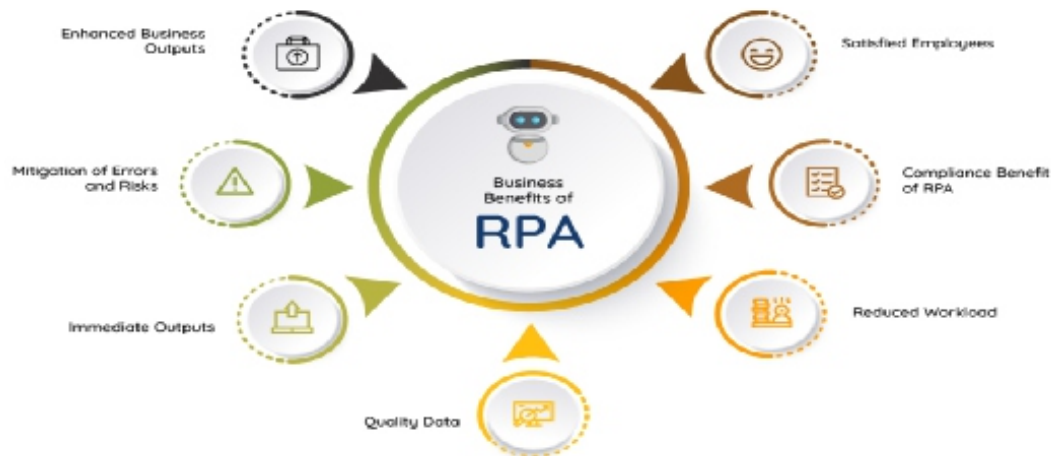 Enhanced Business
Outputs
Satisfied Employees
Mitigation of Errors
and Risks
Compliance Benefit
of RPA
Business
Benefits of
RPA
Immediate Outputs
Reduced Workload
Quality Data